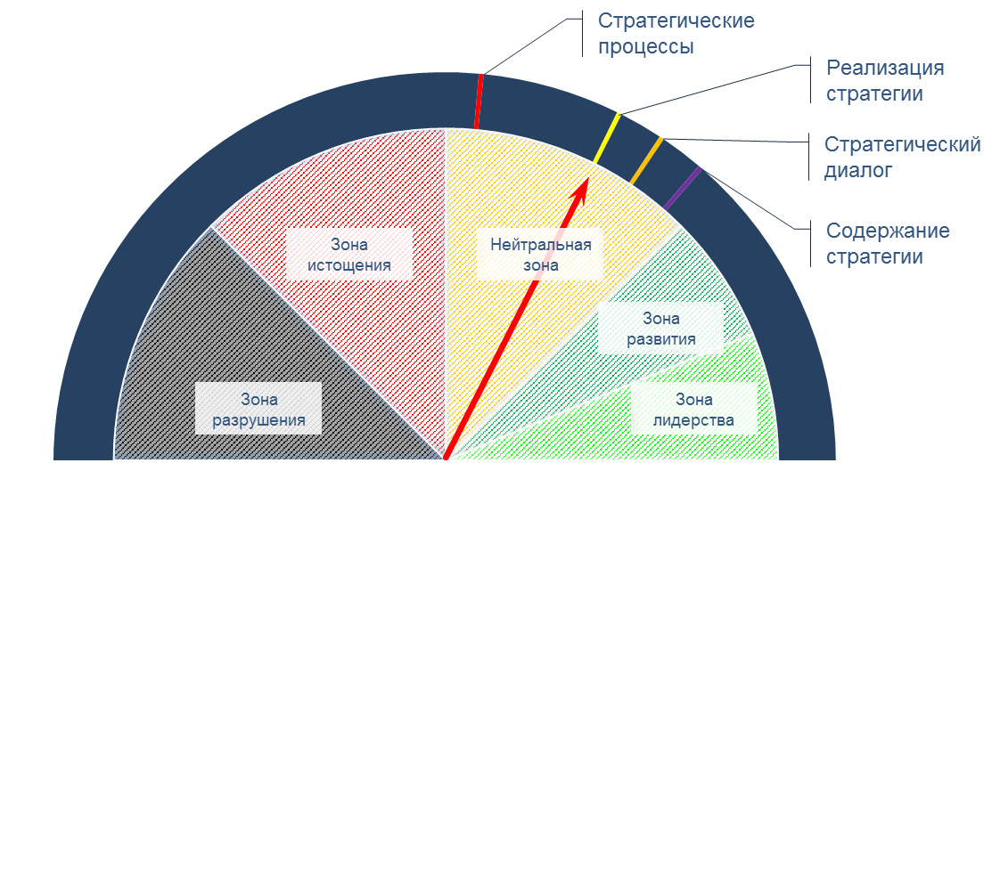 Стратегические
процессы
Реализация
стратегии
Стратегический
диалог
Содержание
стратегии
Зона
истощения
Нейтральная
зона
Зона
развития
Зона
разрушения
Зона
лидерства